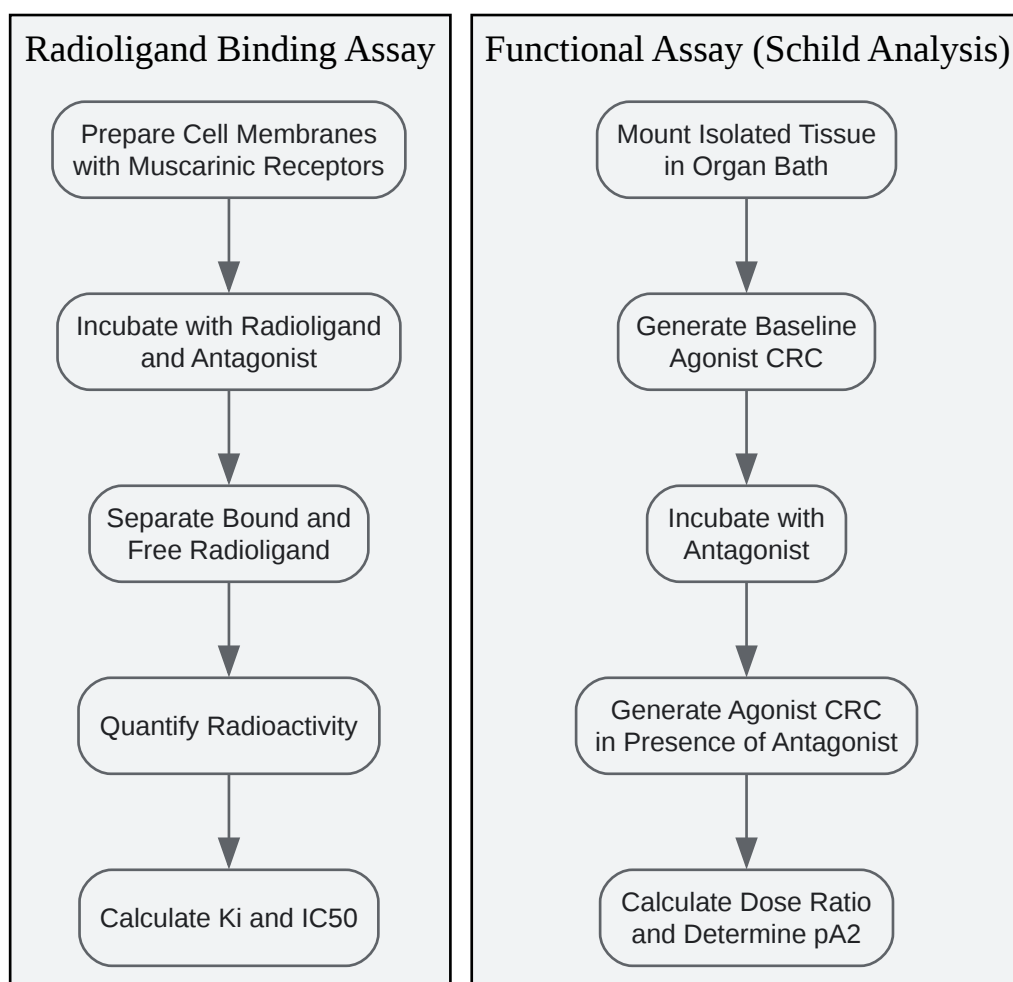 Radioligand Binding Assay
Prepare Cell Membranes
with Muscarinic Receptors
Incubate with Radioligand
and Antagonist
Separate Bound and
Free Radioligand
Quantify Radioactivity
Calculate Ki and IC50
Functional Assay (Schild Analysis)
Mount Isolated Tissue
in Organ Bath
Generate Baseline
Agonist CRC
Incubate with
Antagonist
Generate Agonist CRC
in Presence of Antagonist
Calculate Dose Ratio
and Determine pA2